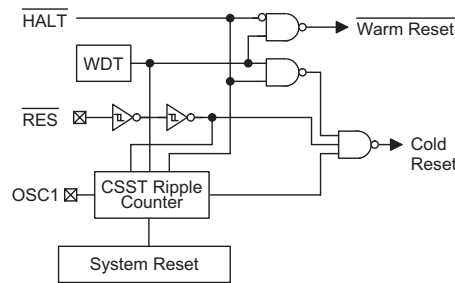 HALT
Warm Reset
WDT
RES
Cold
Reset
OSC1
CSST Ripple
Counter
System Reset